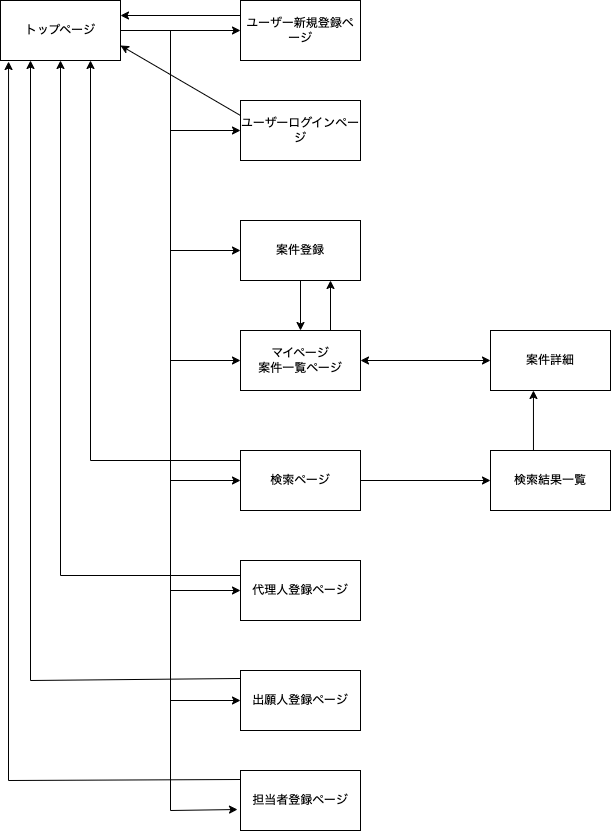 トップページ
ユーザー新規登録ペ
ージ
ユーザーログインペー
ジ
案件登録
マイページ
案件一覧ページ
案件詳細
検索ページ
検索結果一覧
代理人登録ページ
出願人登録ページ
担当者登録ページ